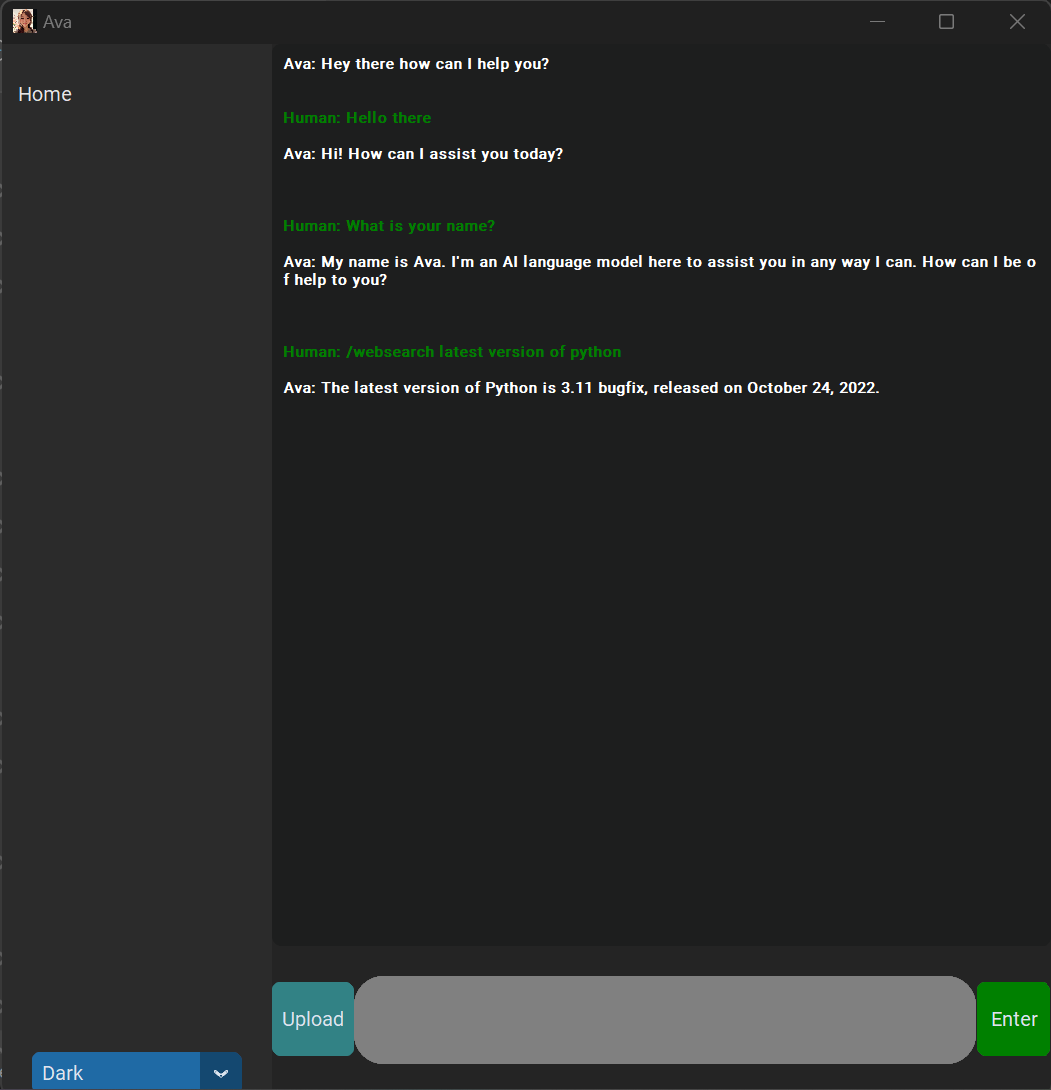 Ava
Home
Ava: Hey there how can I help you?
Human: Hello there
Ava: Hi! How can I assist you today?
Human: What is your name?
Ava: My name is Ava. I'm an AI language model here to assist you in any way I can. How can I be o
f help to you?
Human: /websearch latest version of python
Ava: The latest version of Python is 3.11 bugfix, released on October 24, 2022.
Upload
Enter
Dark